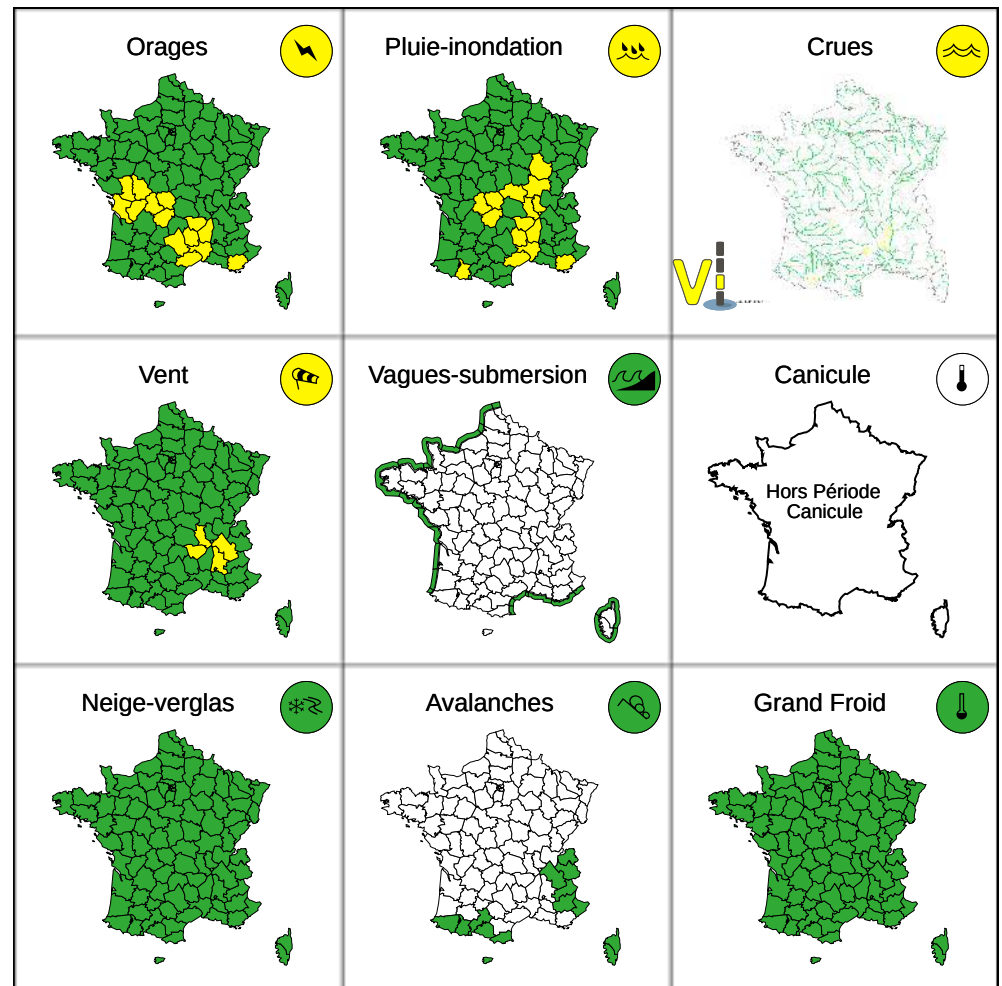 Orages
Pluie-inondation
Crues
Vent
Vagues-submersion
Canicule
Hors Période
Canicule
Neige-verglas
Avalanches
Grand Froid